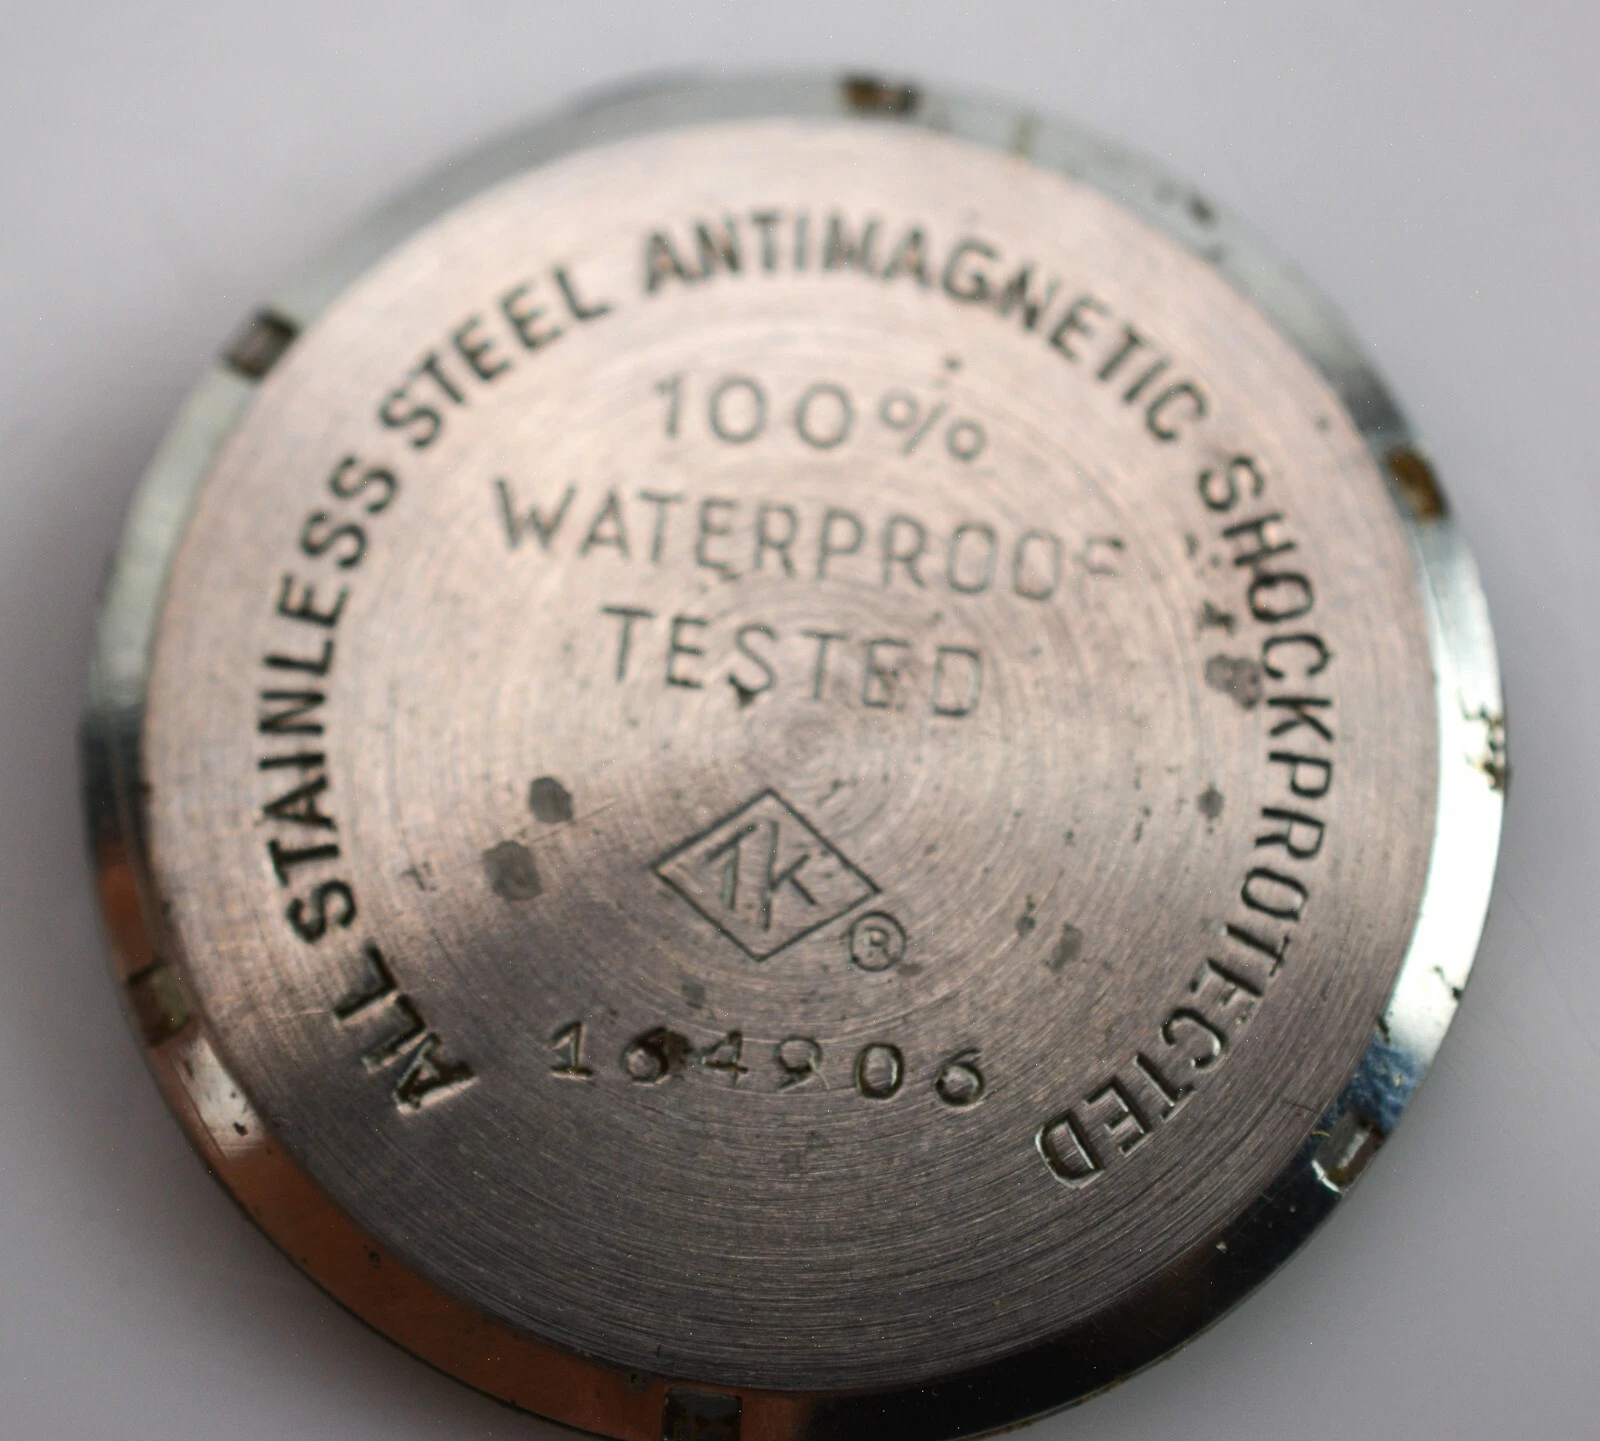 ALL STAINLESS STEEL ANTIMAGNETIC SHOCKPROTECTED
100%
WATERPROOF
TESTED
®
164906